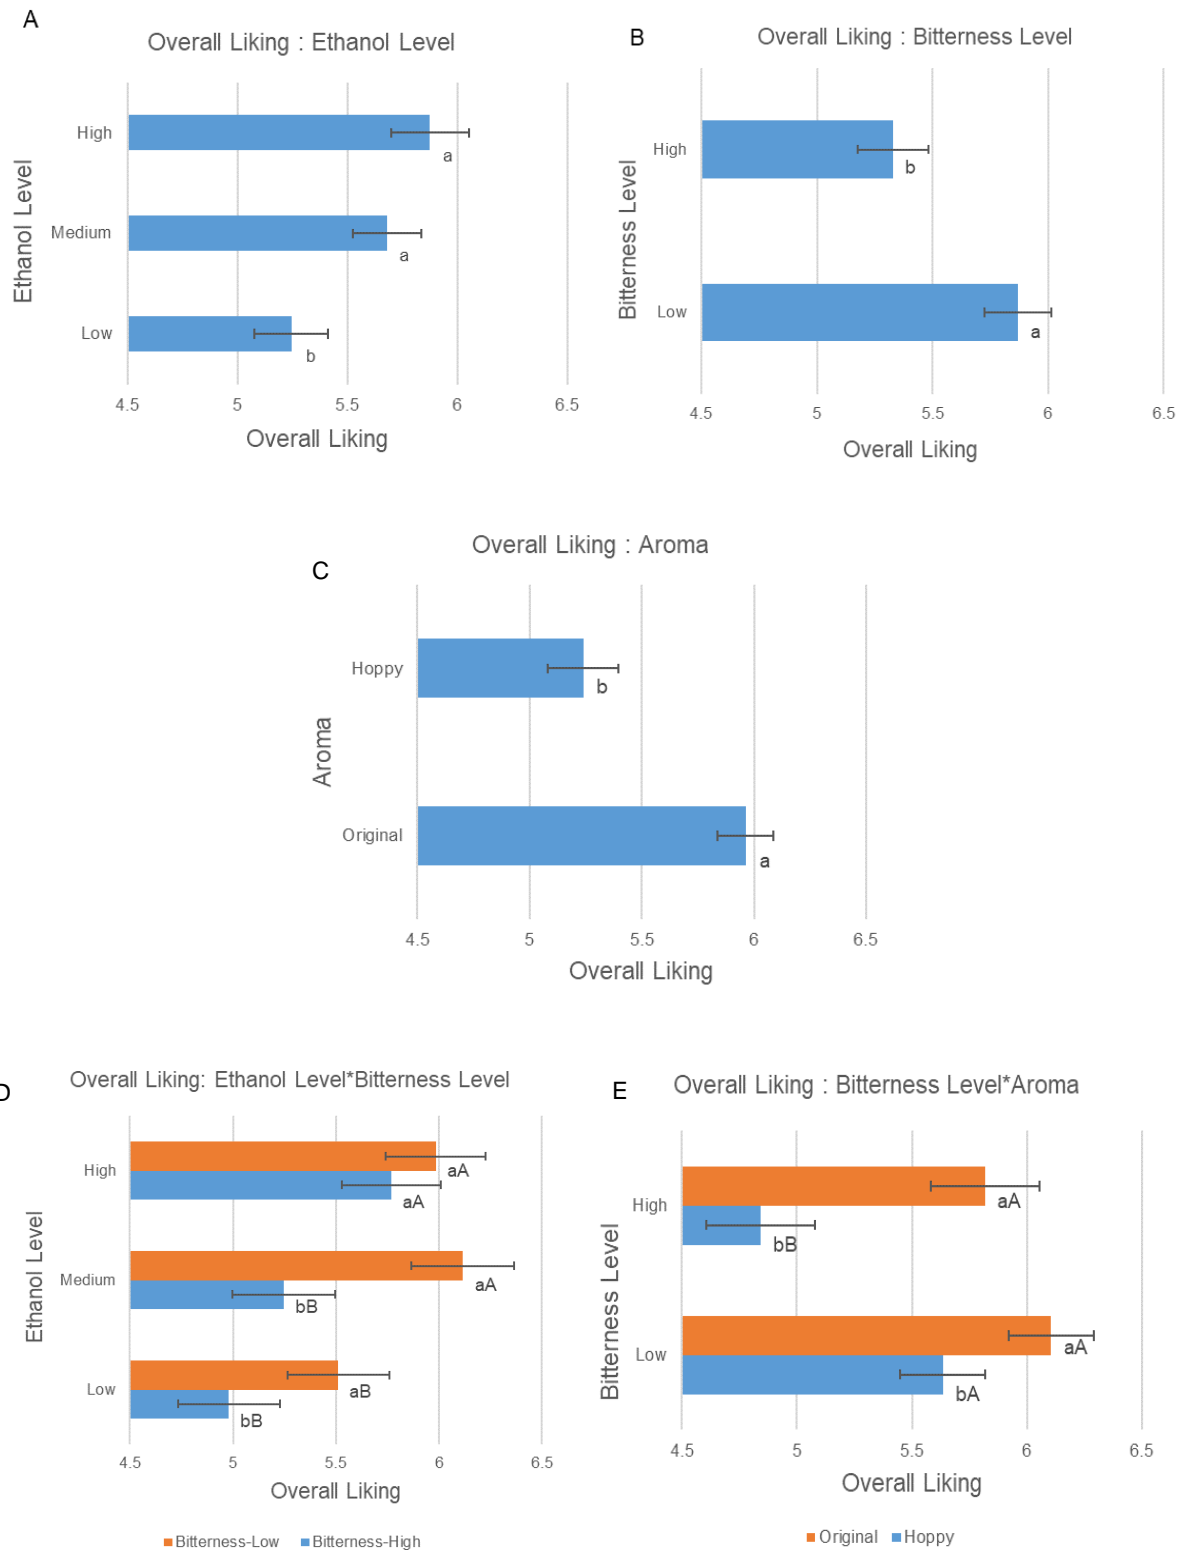 A
Overall Liking : Ethanol Level
Ethanol Level
High
a
Medium
a
Low
b
4.5 5 5.5 6 6.5
Overall Liking
B
Overall Liking : Bitterness Level
Bitterness Level
High
b
Low
a
4.5 5 5.5 6 6.5
Overall Liking
C
Overall Liking : Aroma
Aroma
Hoppy
b
Original
a
4.5 5 5.5 6 6.5
Overall Liking
D
Overall Liking: Ethanol Level*Bitterness Level
Ethanol Level
High
aA
aA
Medium
aA
bB
Low
aB
bB
4.5 5 5.5 6 6.5
Overall Liking
Bitterness-Low Bitterness-High
E
Overall Liking : Bitterness Level*Aroma
Bitterness Level
High
aA
bB
Low
aA
bA
4.5 5 5.5 6 6.5
Overall Liking
Original Hoppy